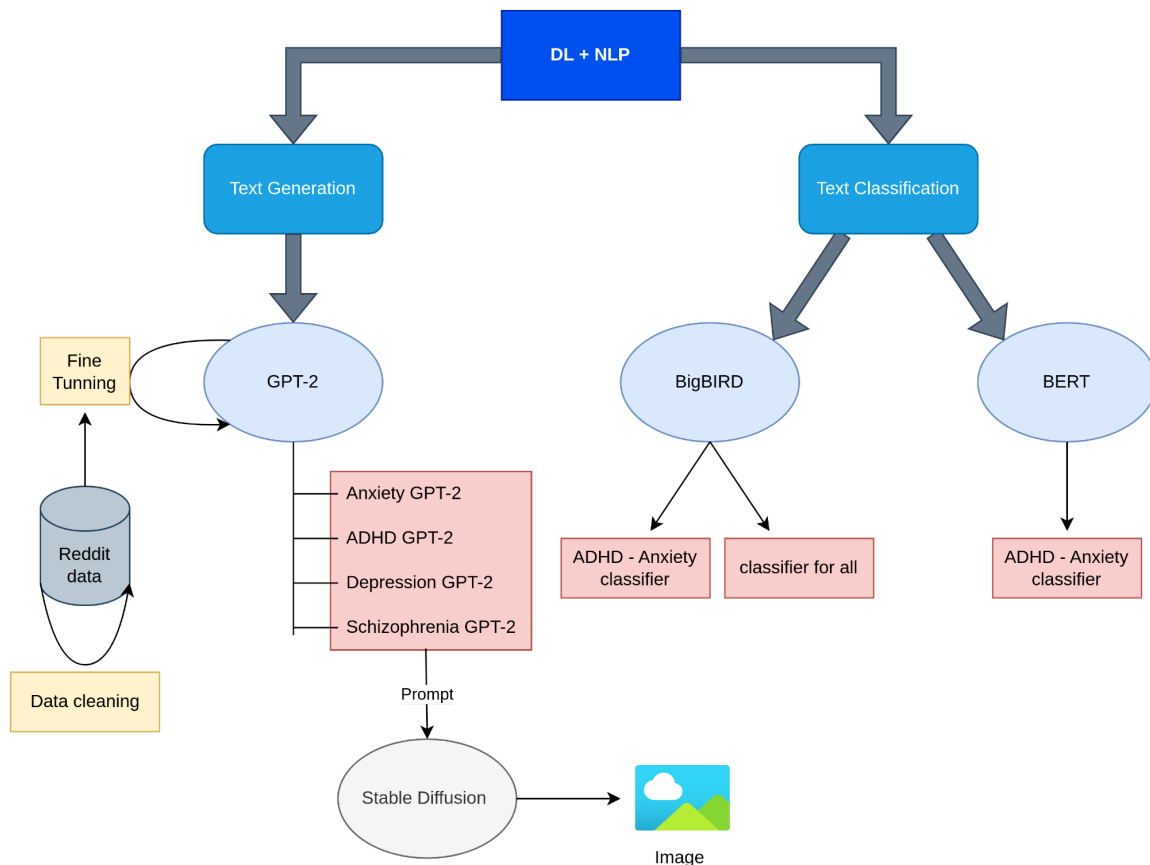 DL + NLP
Text Generation
Text Classification
Fine
Tunning
GPT-2
BigBIRD
BERT
Anxiety GPT-2
ADHD GPT-2
Depression GPT-2
Schizophrenia GPT-2
Reddit
data
ADHD - Anxiety
classifier
classifier for all
ADHD - Anxiety
classifier
Data cleaning
Prompt
Stable Diffusion
Image